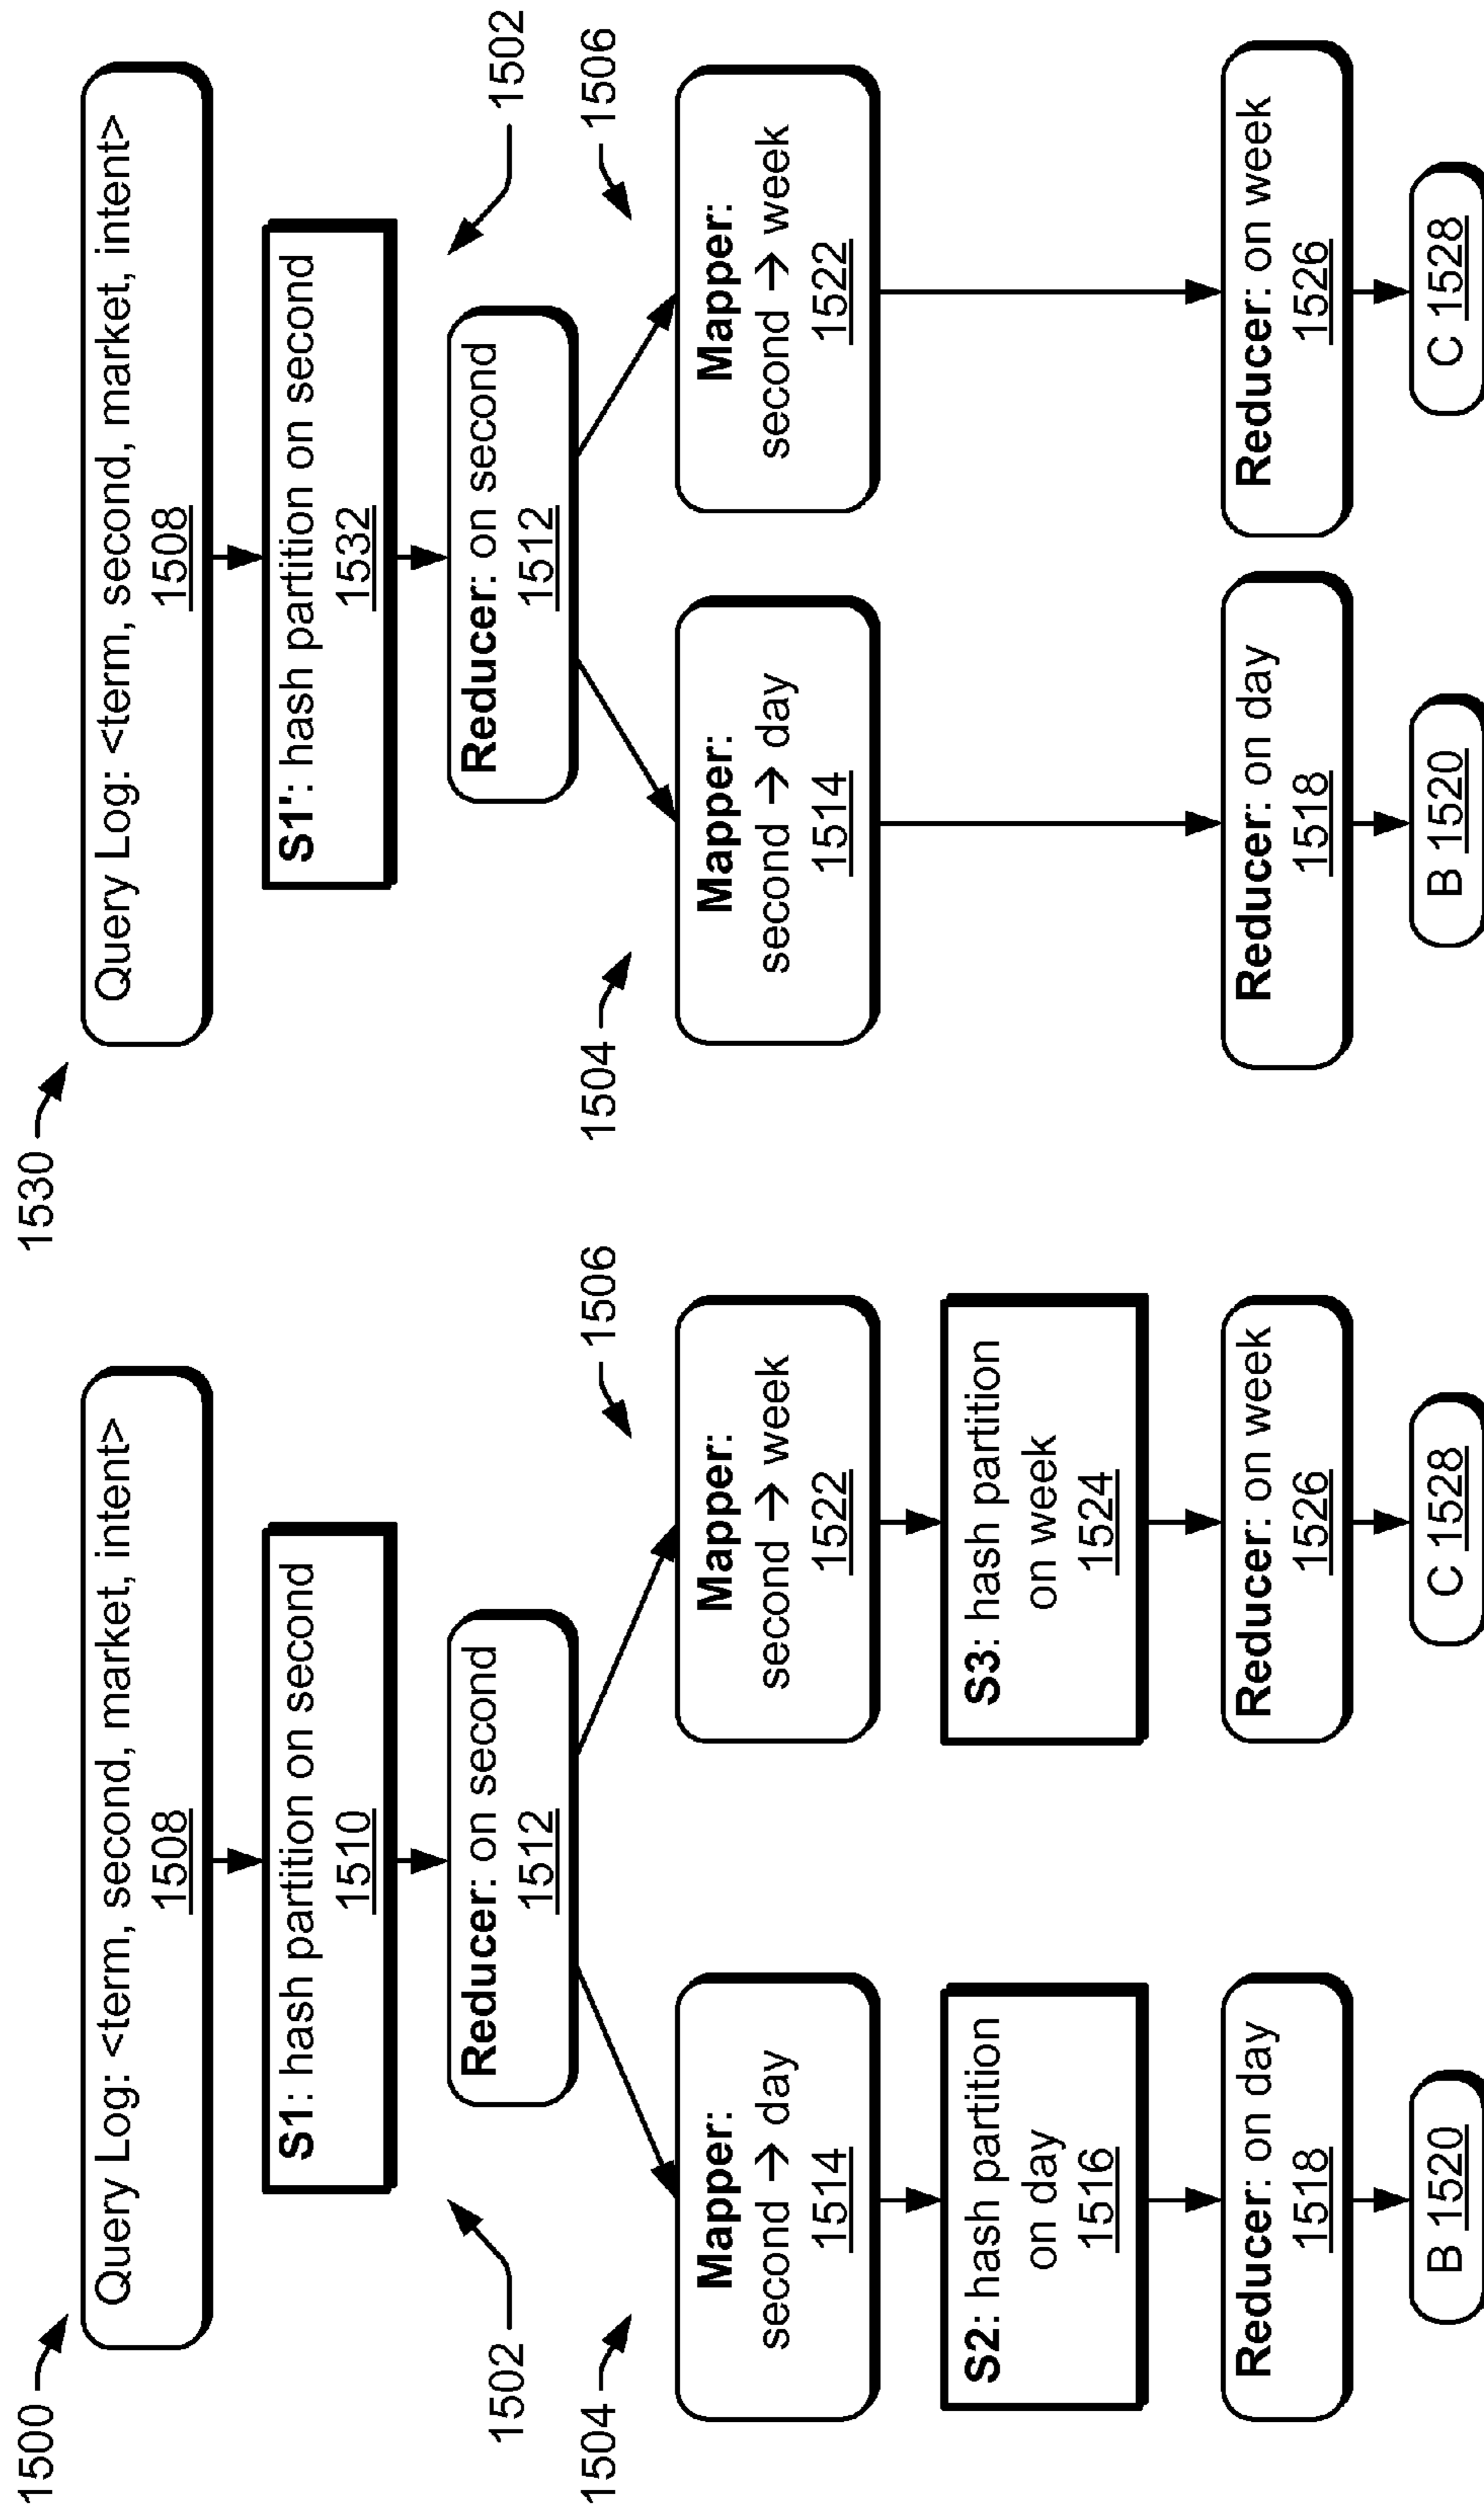 1500
Query Log: <term, second, market, intent>
1508
S1: hash partition on second
1510
1502
Reducer: on second
1512
1504
1506
Mapper:
second → day
1514
Mapper:
second → week
1522
S2: hash partition
on day
1516
S3: hash partition
on week
1524
Reducer: on day
1518
Reducer: on week
1526
B 1520
C 1528
1530
Query Log: <term, second, market, intent>
1508
S1': hash partition on second
1532
1502
Reducer: on second
1512
1504
1506
Mapper:
second → day
1514
Mapper:
second → week
1522
Reducer: on day
1518
Reducer: on week
1526
B 1520
C 1528